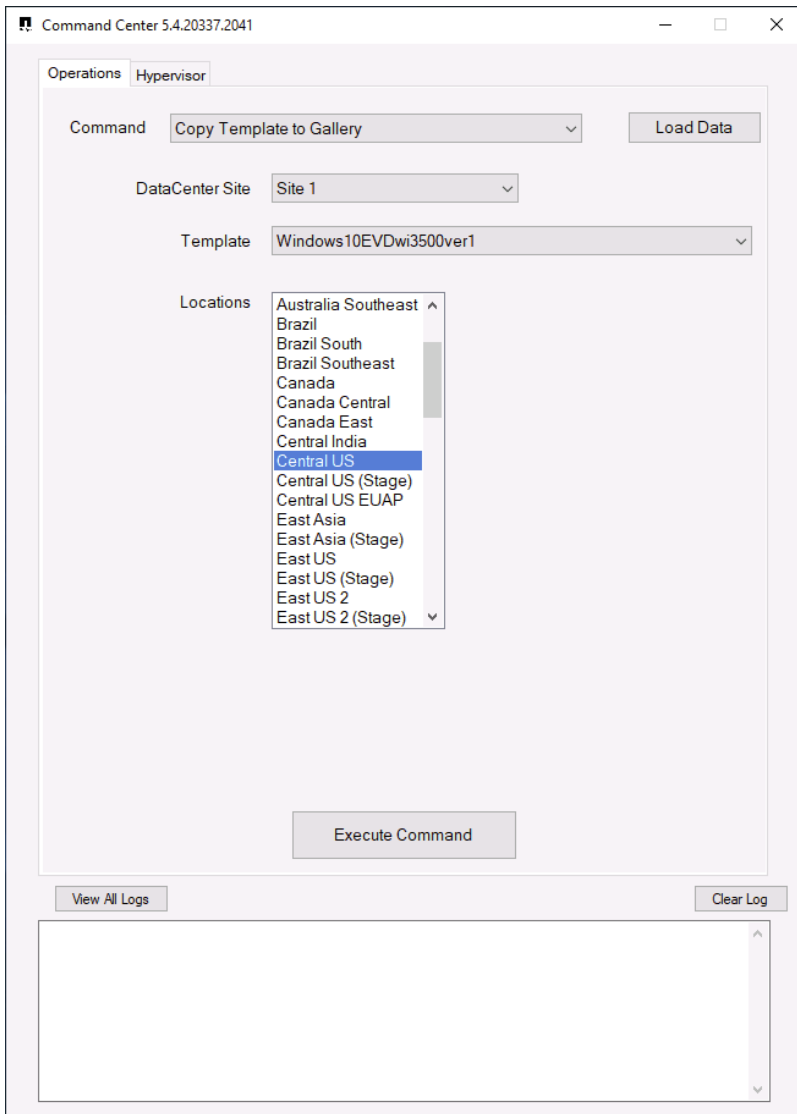 Command Center 5.4.20337.2041
Operations Hypervisor
Command Copy Template to Gallery Load Data
DataCenter Site Site 1
Template Windows10EVDwi3500ver1
Locations Australia Southeast
Brazil
Brazil South
Brazil Southeast
Canada
Canada Central
Canada East
Central India
Central US
Central US (Stage)
Central US EUAP
East Asia
East Asia (Stage)
East US
East US (Stage)
East US 2
East US 2 (Stage)
Execute Command
View All Logs Clear Log